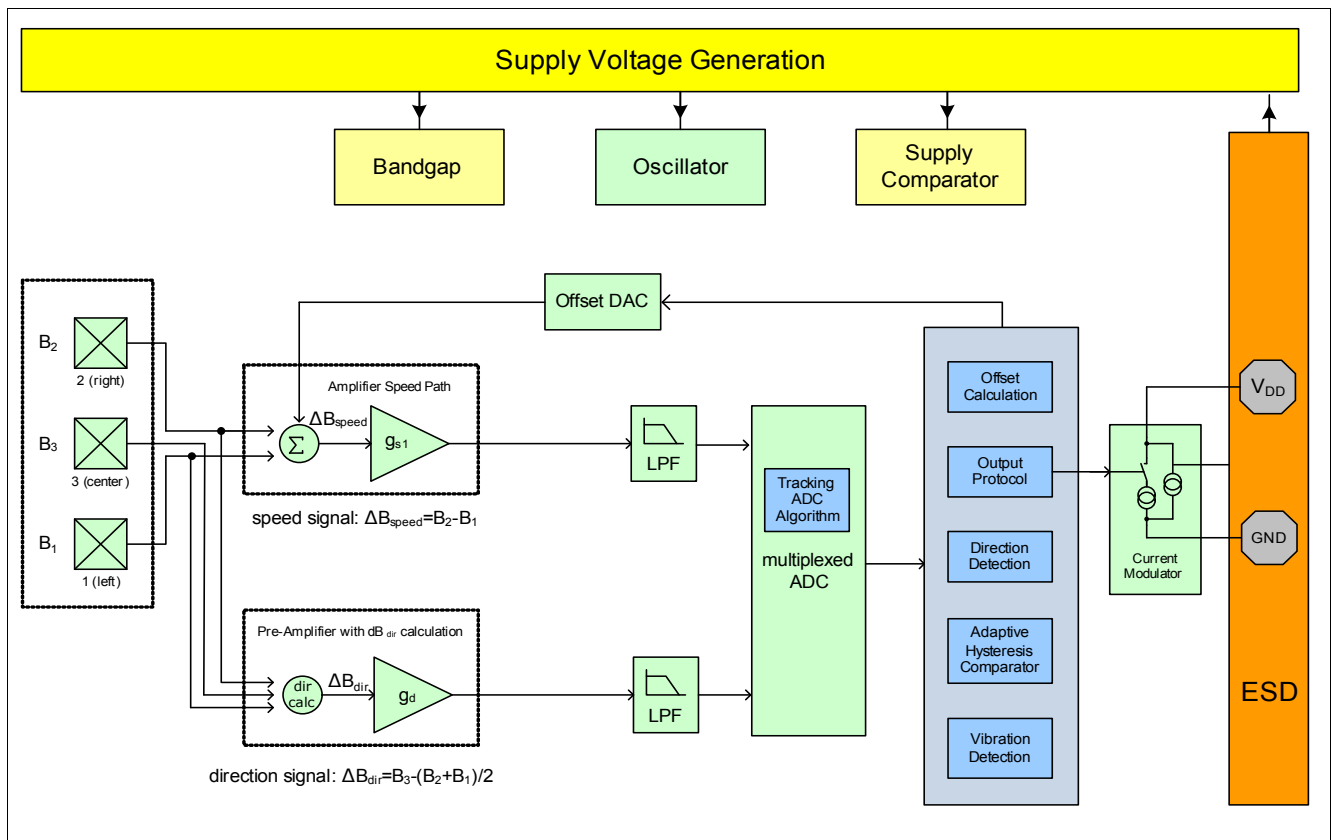 Supply Voltage Generation
Bandgap
Oscillator
Supply
Comparator
Offset DAC
B2
2 (right)
B3
3 (center)
B1
1 (left)
Amplifier Speed Path
ΔBspeed
Σ
gs1
speed signal: ΔBspeed=B2-B1
Pre-Amplifier with dB dir calculation
dir
calc
ΔBdir
gd
direction signal: ΔBdir=B3-(B2+B1)/2
LPF
LPF
Tracking
ADC
Algorithm
multiplexed
ADC
Offset
Calculation
Output
Protocol
Direction
Detection
Adaptive
Hysteresis
Comparator
Vibration
Detection
Current
Modulator
VDD
GND
ESD